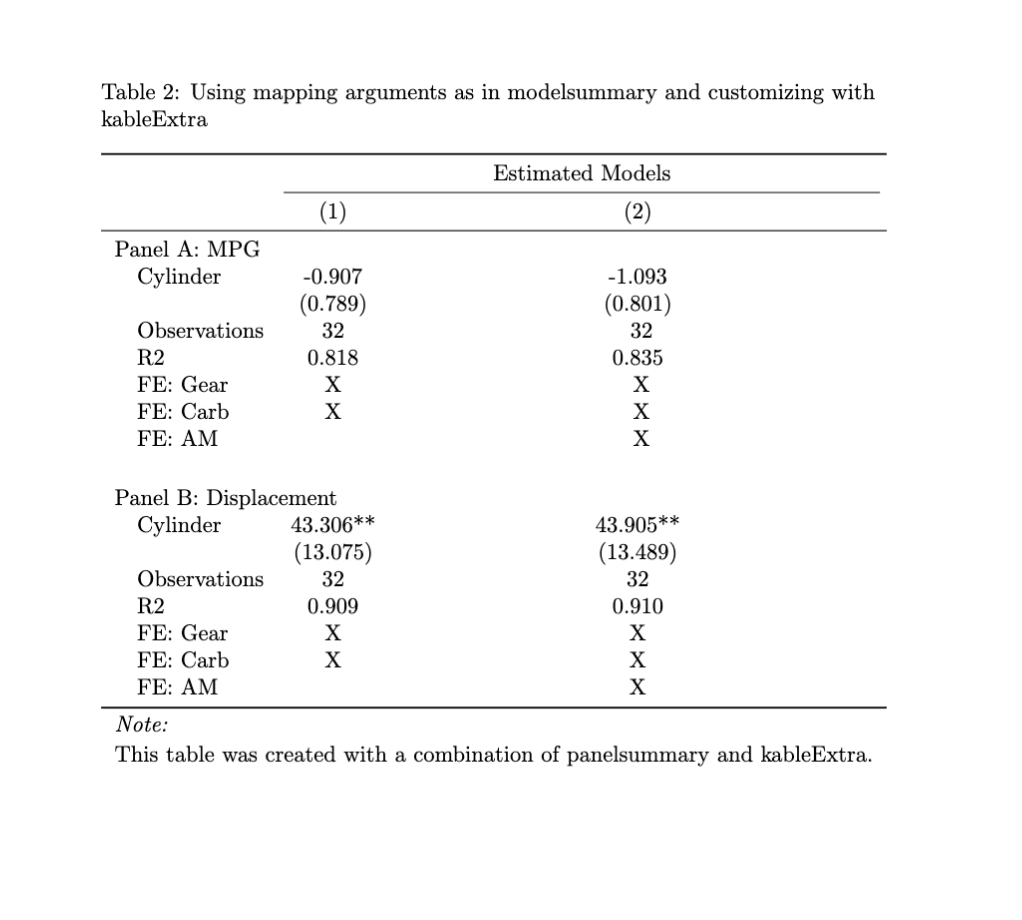 Table 2: Using mapping arguments as in modelsummary and customizing with
kableExtra
Estimated Models
(1) (2)
Panel A: MPG
Cylinder -0.907 -1.093
(0.789) (0.801)
Observations 32 32
R2 0.818 0.835
FE: Gear X X
FE: Carb X X
FE: AM X
Panel B: Displacement
Cylinder 43.306** 43.905**
(13.075) (13.489)
Observations 32 32
R2 0.909 0.910
FE: Gear X X
FE: Carb X X
FE: AM X
Note:
This table was created with a combination of panelsummary and kableExtra.